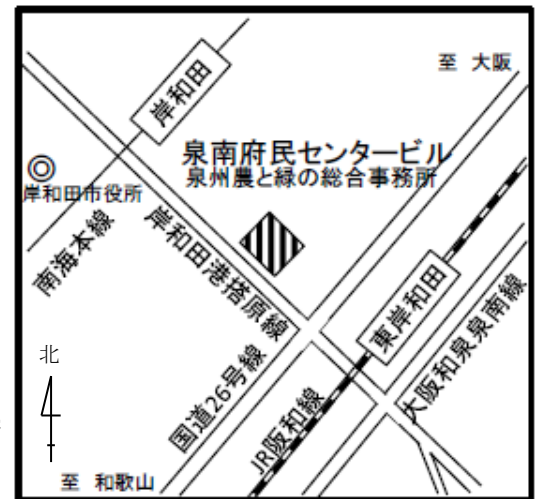 至 大阪
岸和田
泉南府民センタービル
泉州農と緑の総合事務所
岸和田市役所
南海本線
岸和田港塔原線
東岸和田
大阪和泉泉南線
国道26号線
JR阪和線
北
至 和歌山